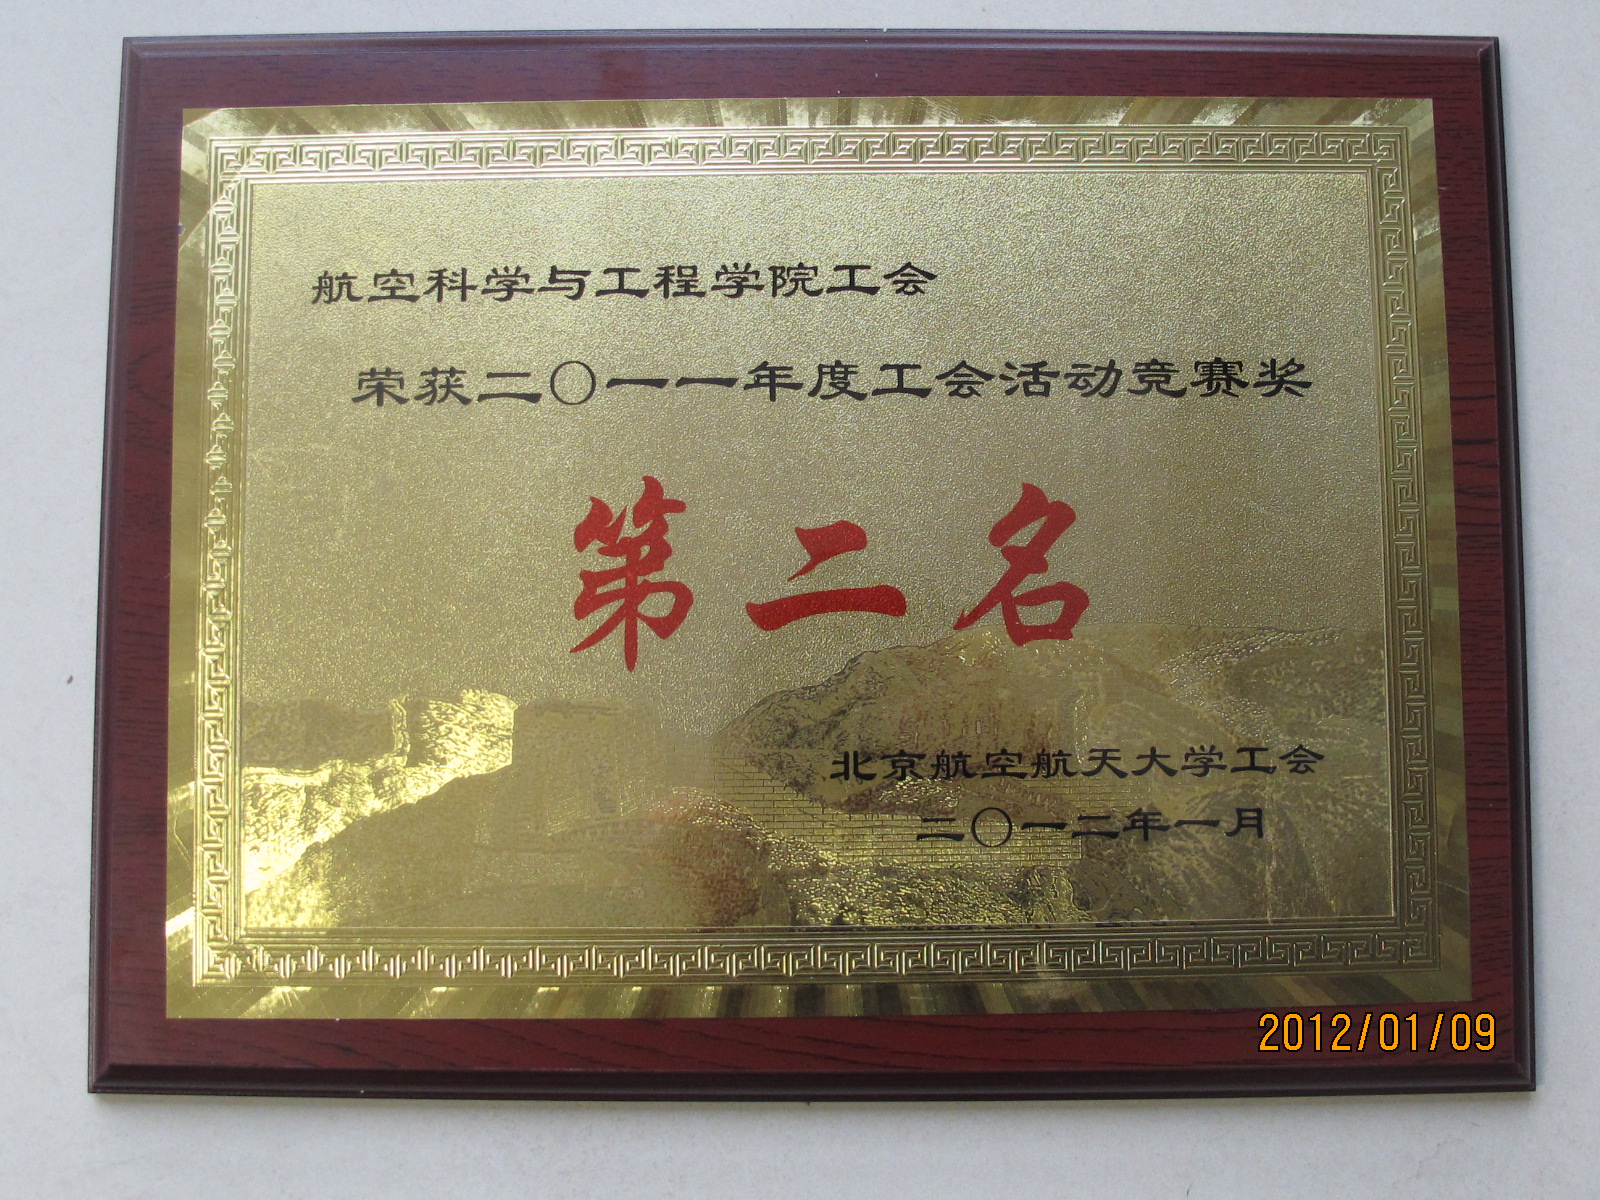 航空科学与工程学院工会
荣获二〇一一年度工会活动竞赛奖
第二名
北京航空航天大学工会
二〇一二年一月
2012/01/09